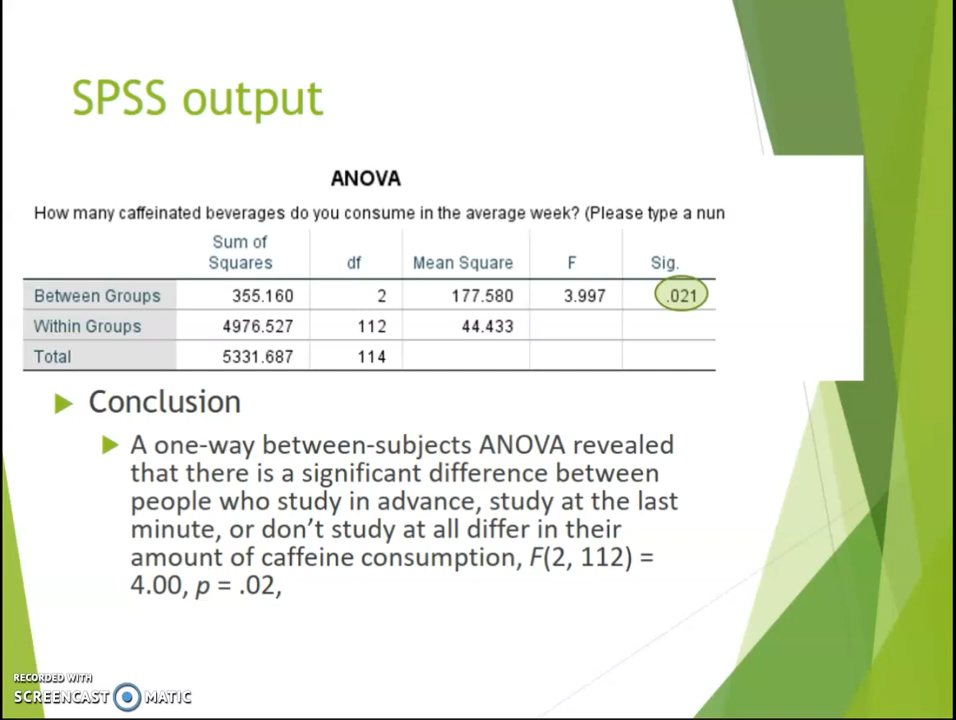 SPSS output
ANOVA
How many caffeinated beverages do you consume in the average week? (Please type a nun
Sum of Squares df Mean Square F Sig.
Between Groups 355.160 2 177.580 3.997 .021
Within Groups 4976.527 112 44.433
Total 5331.687 114
Conclusion
A one-way between-subjects ANOVA revealed
that there is a significant difference between
people who study in advance, study at the last
minute, or don't study at all differ in their
amount of caffeine consumption, F(2, 112) =
4.00, p = .02,
RECORDED WITH
SCREENCAST MATIC